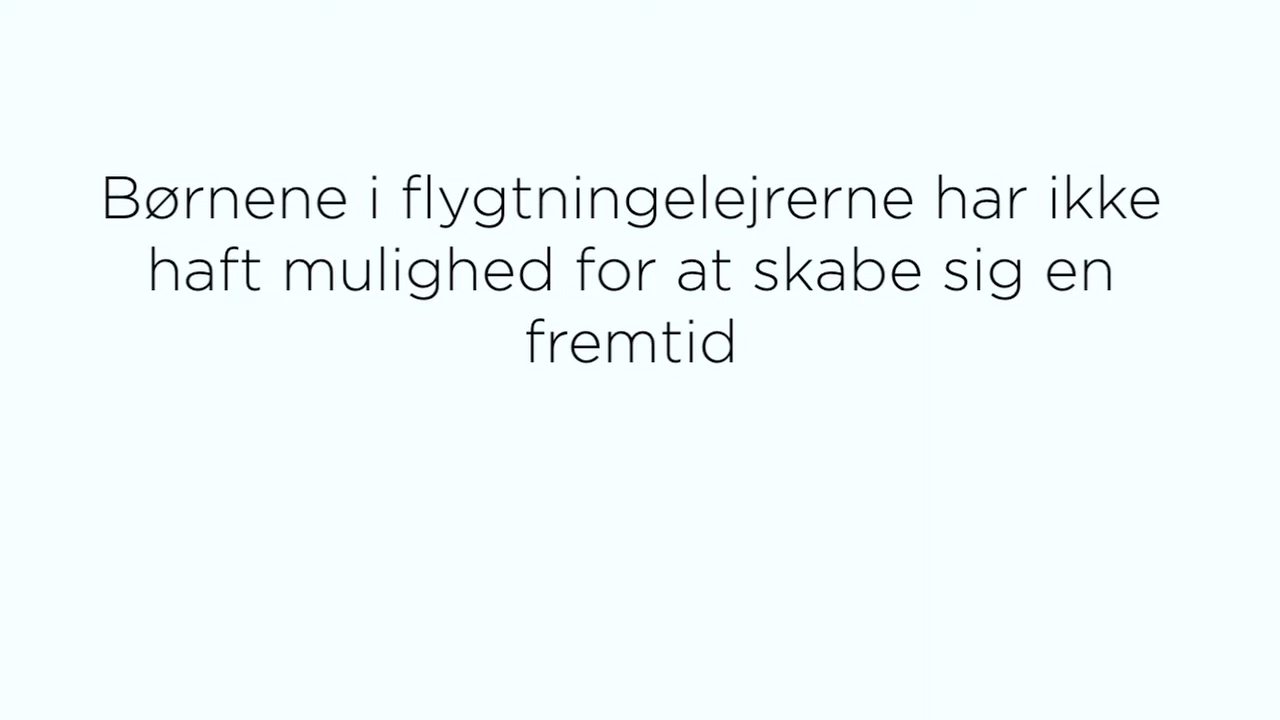 Børnene i flygtningelejrerne har ikke
haft mulighed for at skabe sig en
fremtid